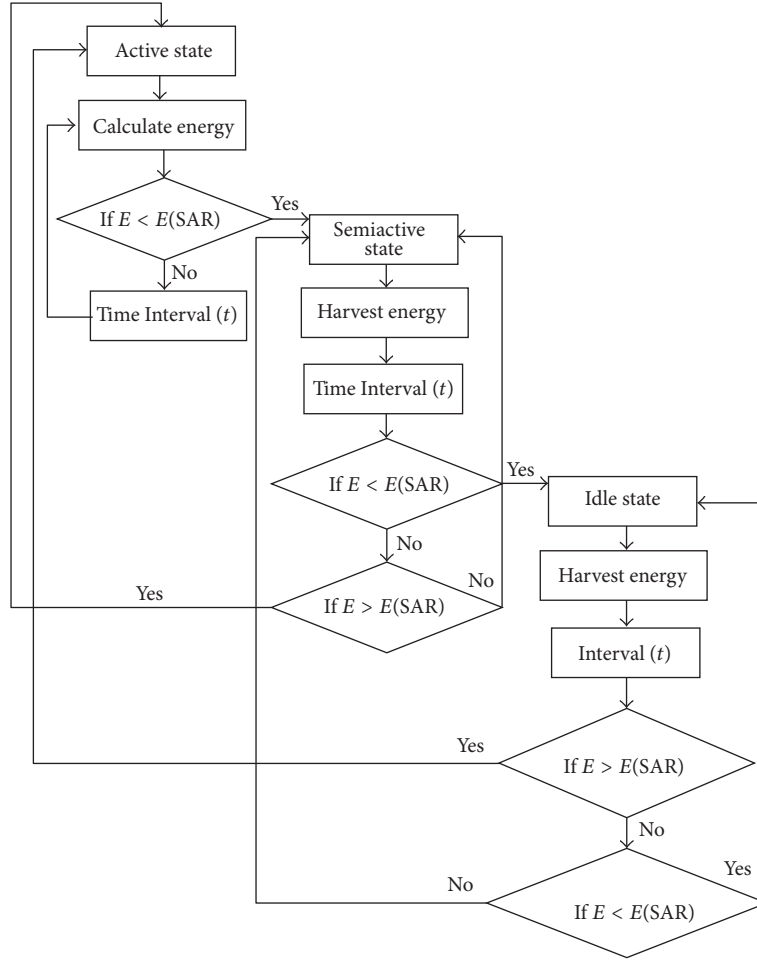 Active state
Calculate energy
If E < E(SAR)
Yes
No
Time Interval (t)
Semiactive
state
Harvest energy
Time Interval (t)
If E < E(SAR)
Yes
No
If E > E(SAR)
Yes
No
Idle state
Harvest energy
Interval (t)
If E > E(SAR)
Yes
No
If E < E(SAR)
No
Yes